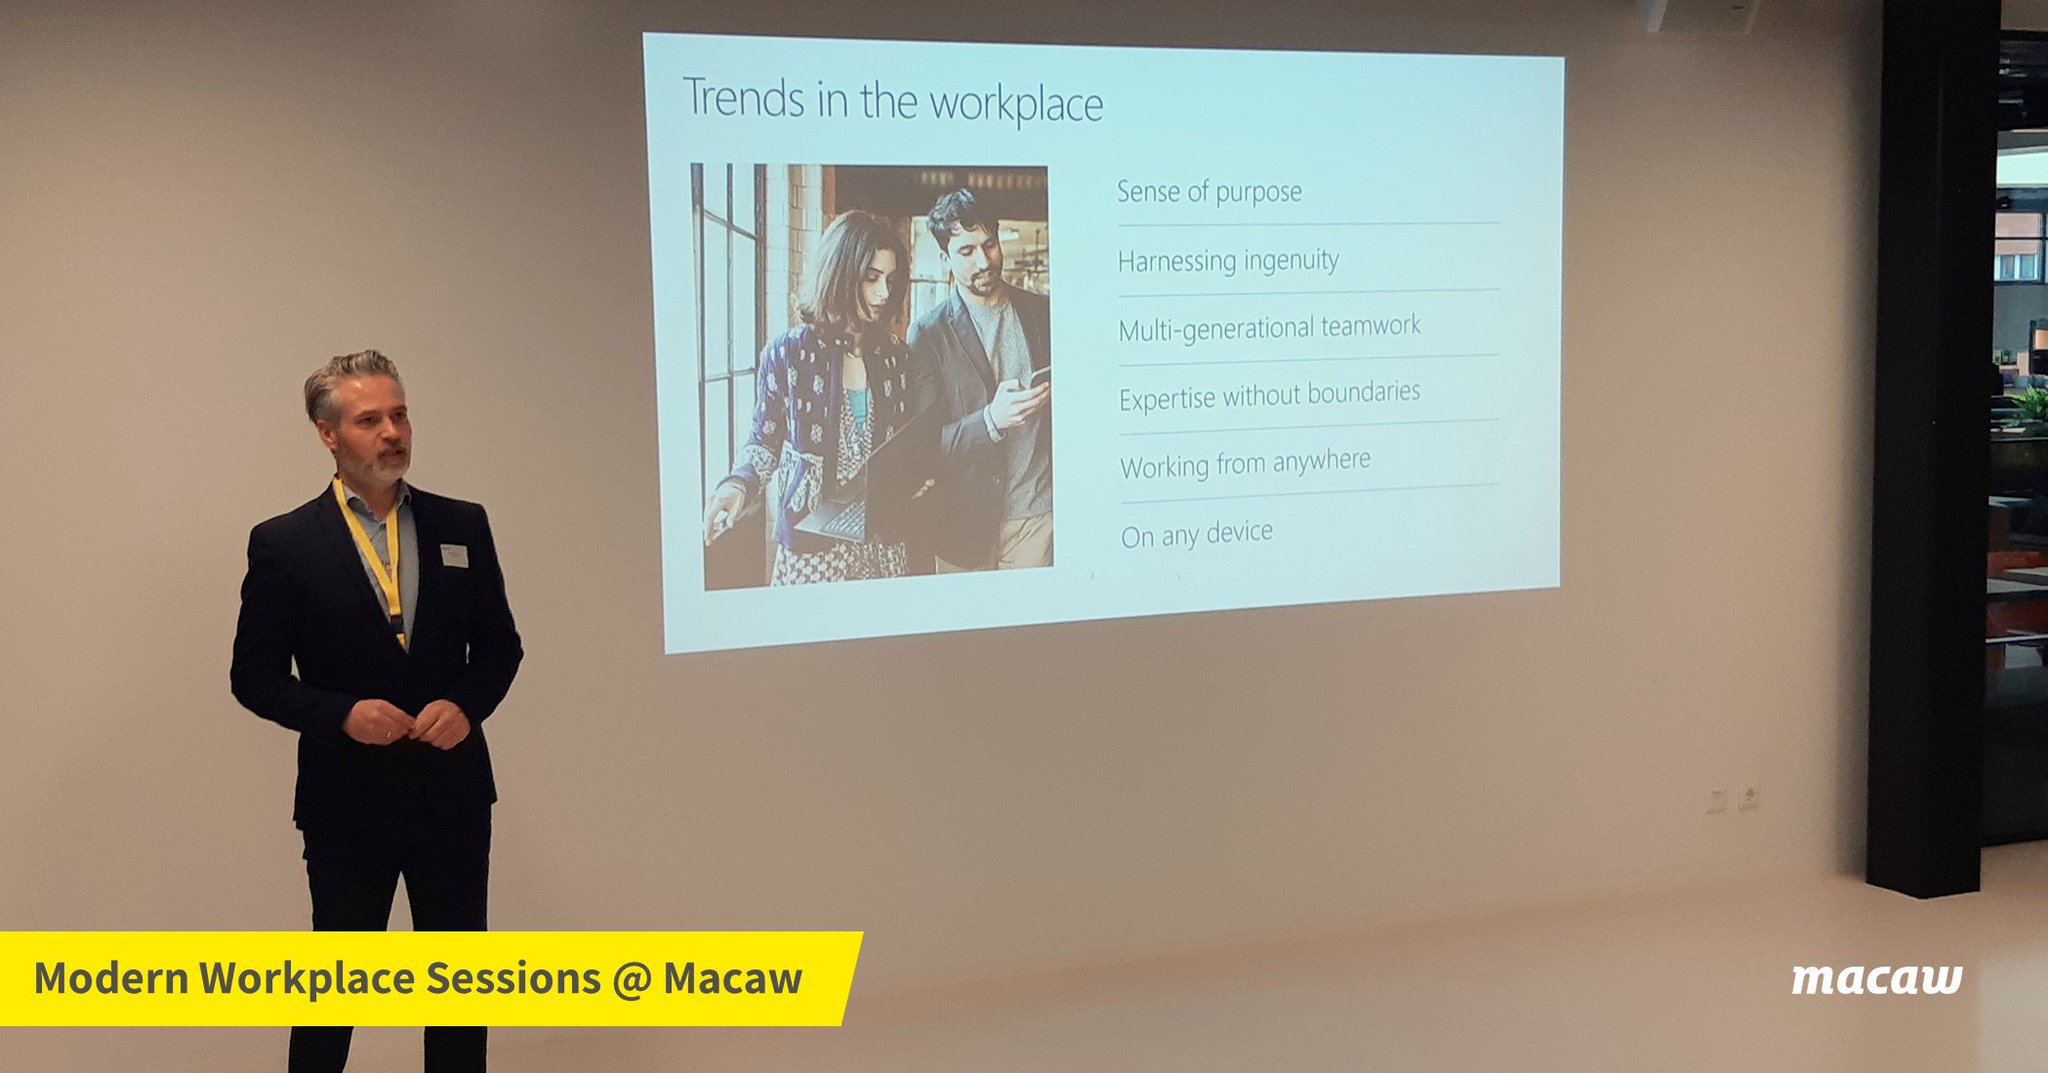 Trends in the workplace
Sense of purpose
Harnessing ingenuity
Multi-generational teamwork
Expertise without boundaries
Working from anywhere
On any device
Modern Workplace Sessions @ Macaw
macaw